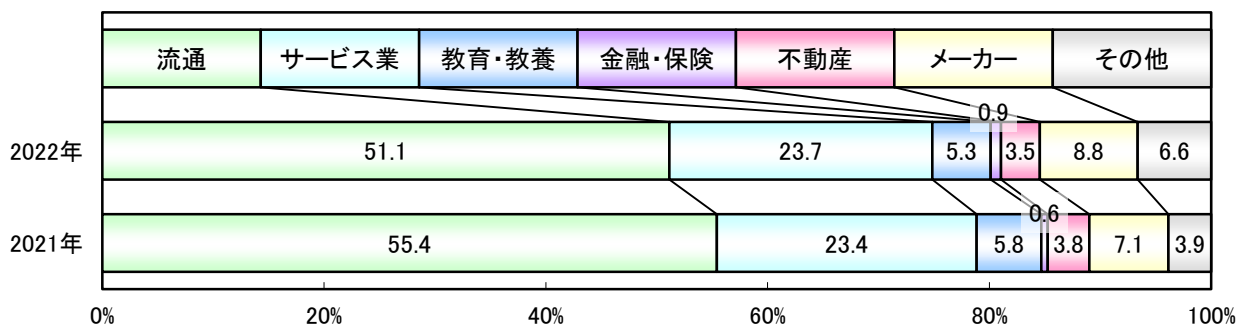 流通 サービス業 教育・教養 金融・保険 不動産 メーカー その他
0.9
2022年 51.1 23.7 5.3 3.5 8.8 6.6
0.6
2021年 55.4 23.4 5.8 3.8 7.1 3.9
0% 20% 40% 60% 80% 100%